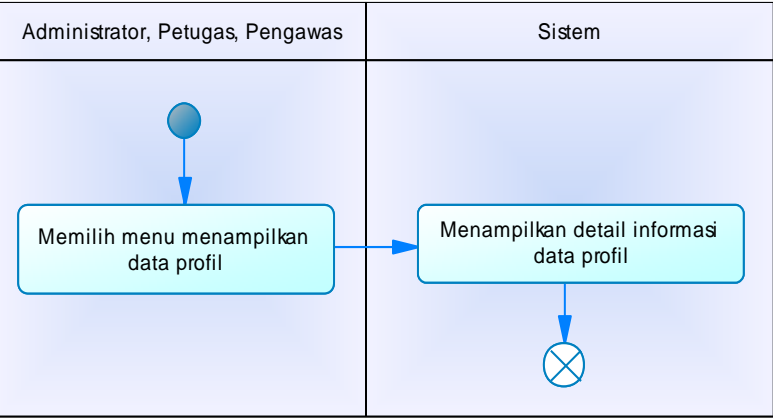 Administrator, Petugas, Pengawas
Sistem
Memilih menu menampilkan
data profil
Menampilkan detail informasi
data profil